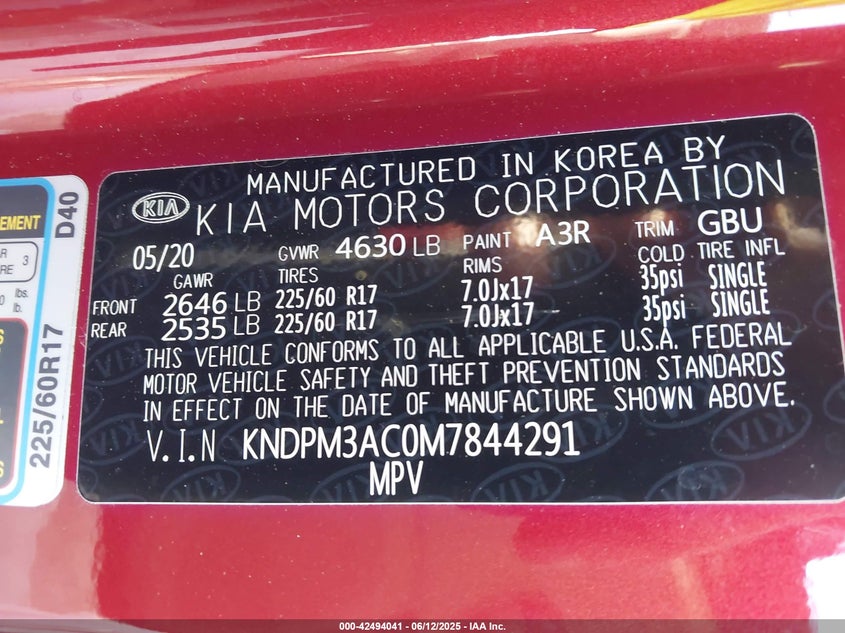 MANUFACTURED IN KOREA BY
KIA KIA MOTORS CORPORATION
05/20 GVWR 4630 LB PAINT A3R TRIM GBU
GAWR TIRES RIMS COLD TIRE INFL
FRONT 2646 LB 225/60 R17 7.0Jx17 35psi SINGLE
REAR 2535 LB 225/60 R17 7.0Jx17 35psi SINGLE
THIS VEHICLE CONFORMS TO ALL APPLICABLE U.S.A. FEDERAL
MOTOR VEHICLE SAFETY AND THEFT PREVENTION STANDARDS
IN EFFECT ON THE DATE OF MANUFACTURE SHOWN ABOVE.
V.I.N KNDPM3AC0M7844291
MPV
D40
225/60R17
3
lbs.
lb.
000-42494041 - 06/12/2025 - IAA Inc.